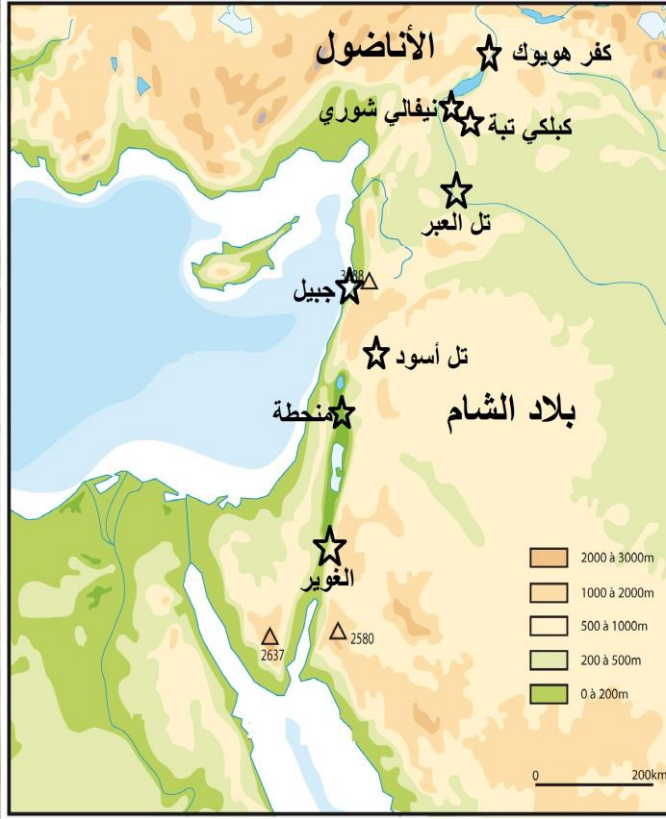 الأناضول
كفر هويوك
نيفالي شوري
كبلكي تبة
تل العبر
3088
جبيل
تل أسود
منحطة
بلاد الشام
الغوير
2637
2580
2000 à 3000m
1000 à 2000m
500 à 1000m
200 à 500m
0 à 200m
0
200km